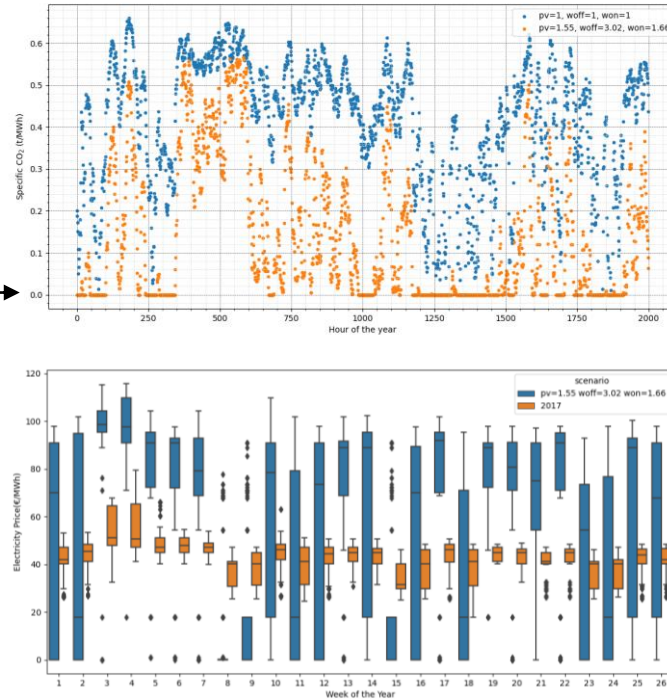 pv=1, woff=1, won=1
pv=1.55, woff=3.02, won=1.66
Specific CO₂ (t/MWh)
0.6
0.5
0.4
0.3
0.2
0.1
0.0
0 250 500 750 1000 1250 1500 1750 2000
Hour of the year
scenario
pv=1.55 woff=3.02 won=1.66
2017
Electricity Price(€/MWh)
120
100
80
60
40
20
0
1 2 3 4 5 6 7 8 9 10 11 12 13 14 15 16 17 18 19 20 21 22 23 24 25 26
Week of the Year